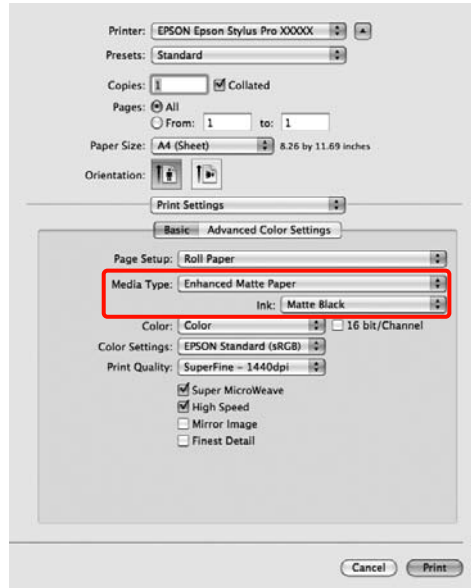 Printer: EPSON Epson Stylus Pro XXXXX
Presets: Standard
Copies: 1 Collated
Pages: All
From: 1 to: 1
Paper Size: A4 (Sheet) 8.26 by 11.69 inches
Orientation:
Print Settings
Basic Advanced Color Settings
Page Setup: Roll Paper
Media Type: Enhanced Matte Paper
Ink: Matte Black
Color: Color 16 bit/Channel
Color Settings: EPSON Standard (sRGB)
Print Quality: SuperFine – 1440dpi
Super MicroWeave
High Speed
Mirror Image
Finest Detail
Cancel Print